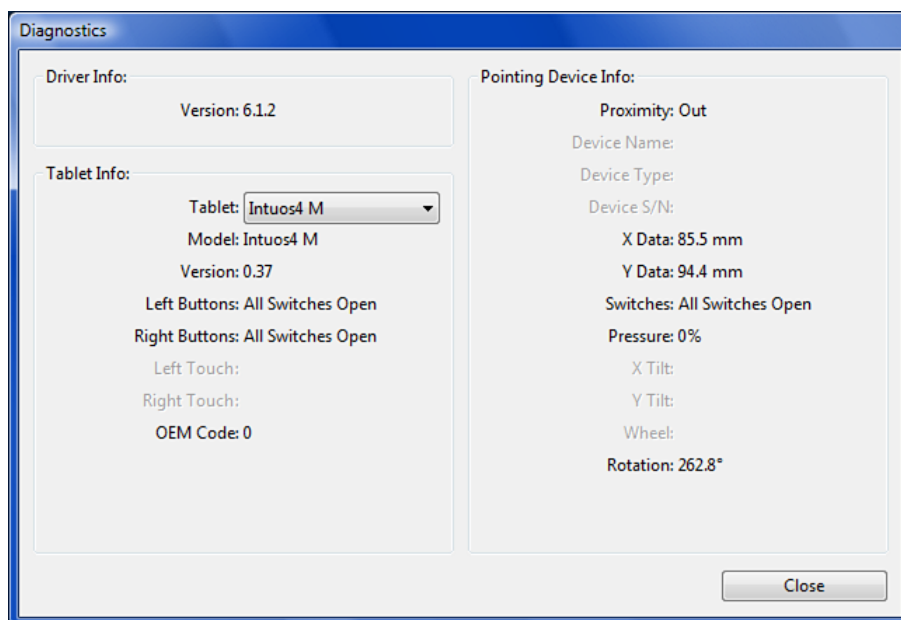 Diagnostics
Driver Info:
Version: 6.1.2
Tablet Info:
Tablet: Intuos4 M
Model: Intuos4 M
Version: 0.37
Left Buttons: All Switches Open
Right Buttons: All Switches Open
Left Touch:
Right Touch:
OEM Code: 0
Pointing Device Info:
Proximity: Out
Device Name:
Device Type:
Device S/N:
X Data: 85.5 mm
Y Data: 94.4 mm
Switches: All Switches Open
Pressure: 0%
X Tilt:
Y Tilt:
Wheel:
Rotation: 262.8°
Close